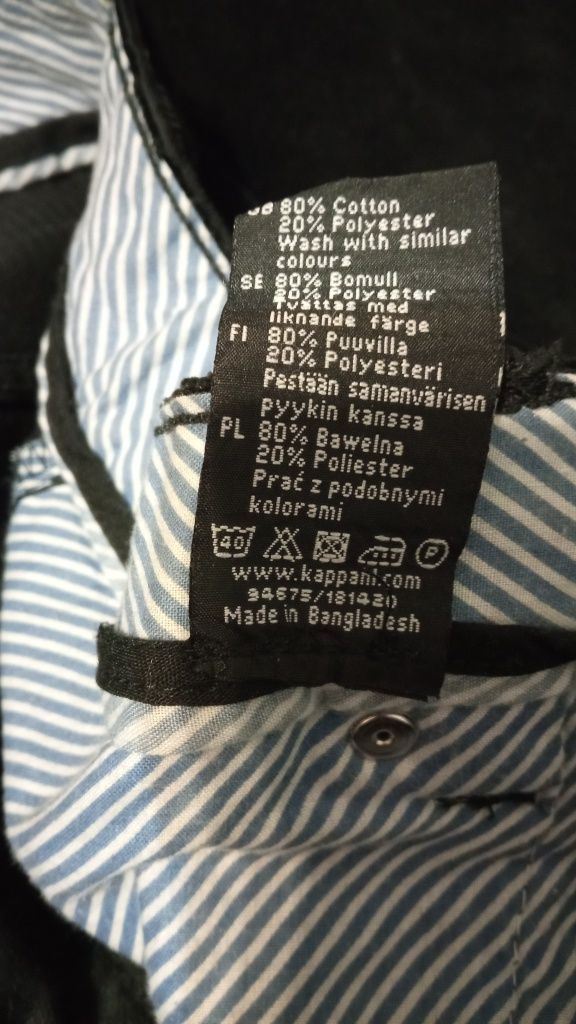 GB 80% Cotton
20% Polyester
Wash with similar
colours
SE 80% Bomull
20% Polyester
Tvättas med
liknande färge
FI 80% Puuvilla
20% Polyesteri
Pestään samanvärisen
pyykin kanssa
PL 80% Bawełna
20% Poliester
Prać z podobnymi
kolorami
40 P
www.kappahl.com
34675/181420
Made in Bangladesh